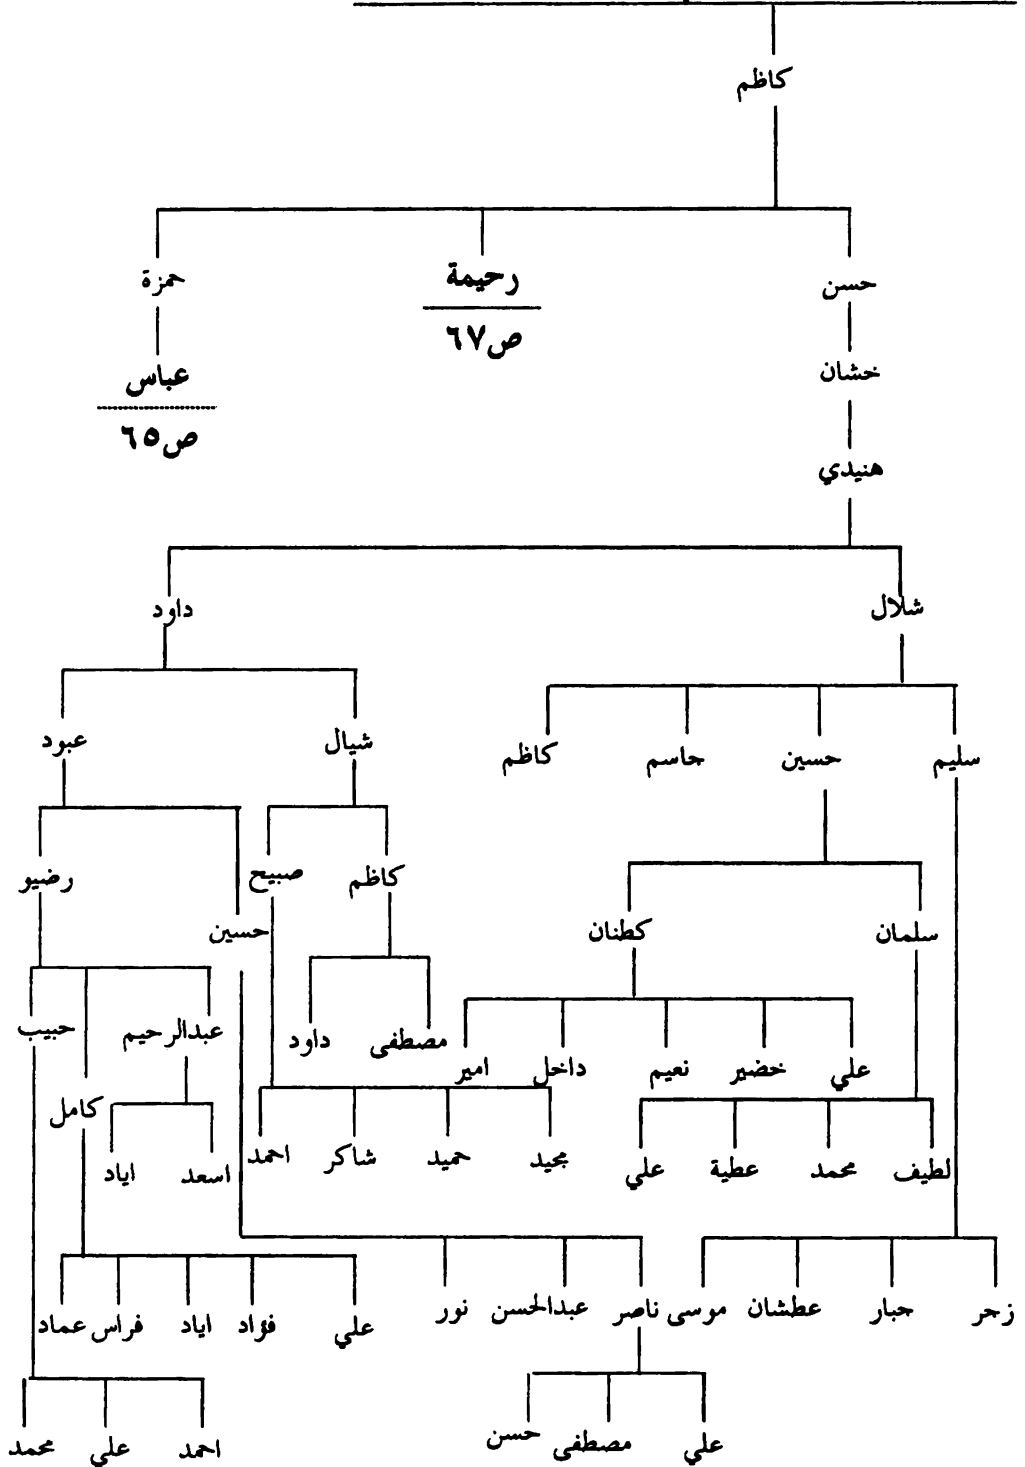 كاظم
حسن رحيمة حمزة
ص٦٧
خشان عباس
ص٦٥
هنيدي
شلال داود
سليم حسين جاسم كاظم شيال عبود
كاظم صبيح رضيو
سلمان كطنان حسين
علي خضير نعيم داخل امير مصطفى داود عبدالرحيم حبيب
كامل
لطيف محمد عطية علي مجيد حميد شاكر احمد اسعد اياد
زحر جبار عطشان موسى ناصر عبدالحسن نور علي فؤاد اياد فراس عماد
علي مصطفى حسن احمد علي محمد